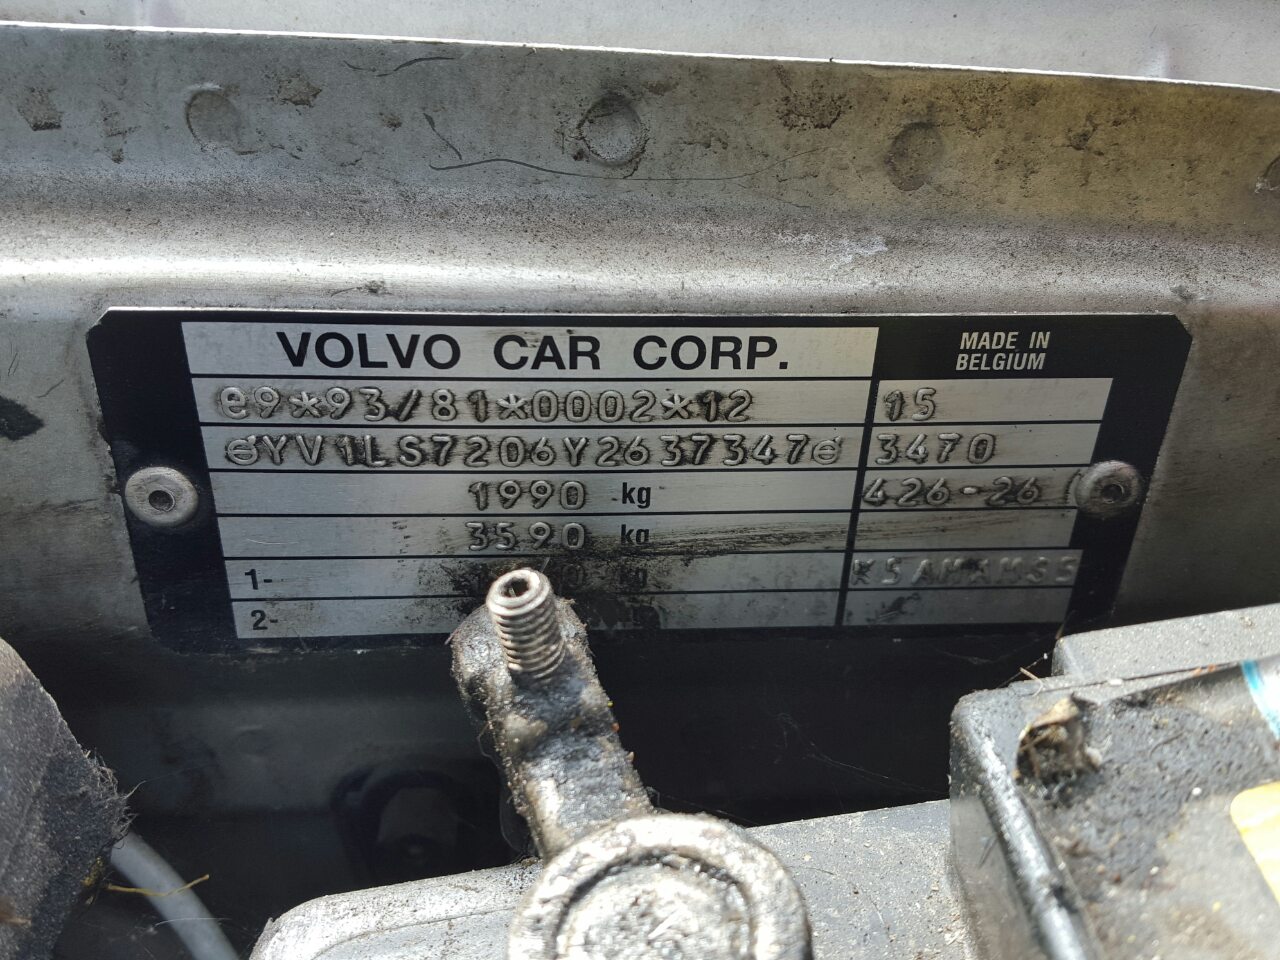 VOLVO CAR CORP.
MADE IN
BELGIUM
e9*93/81*0002*12
15
YV1LS7206Y2637347
3470
1990 kg
426-26
3590 kg
1- kg
2-